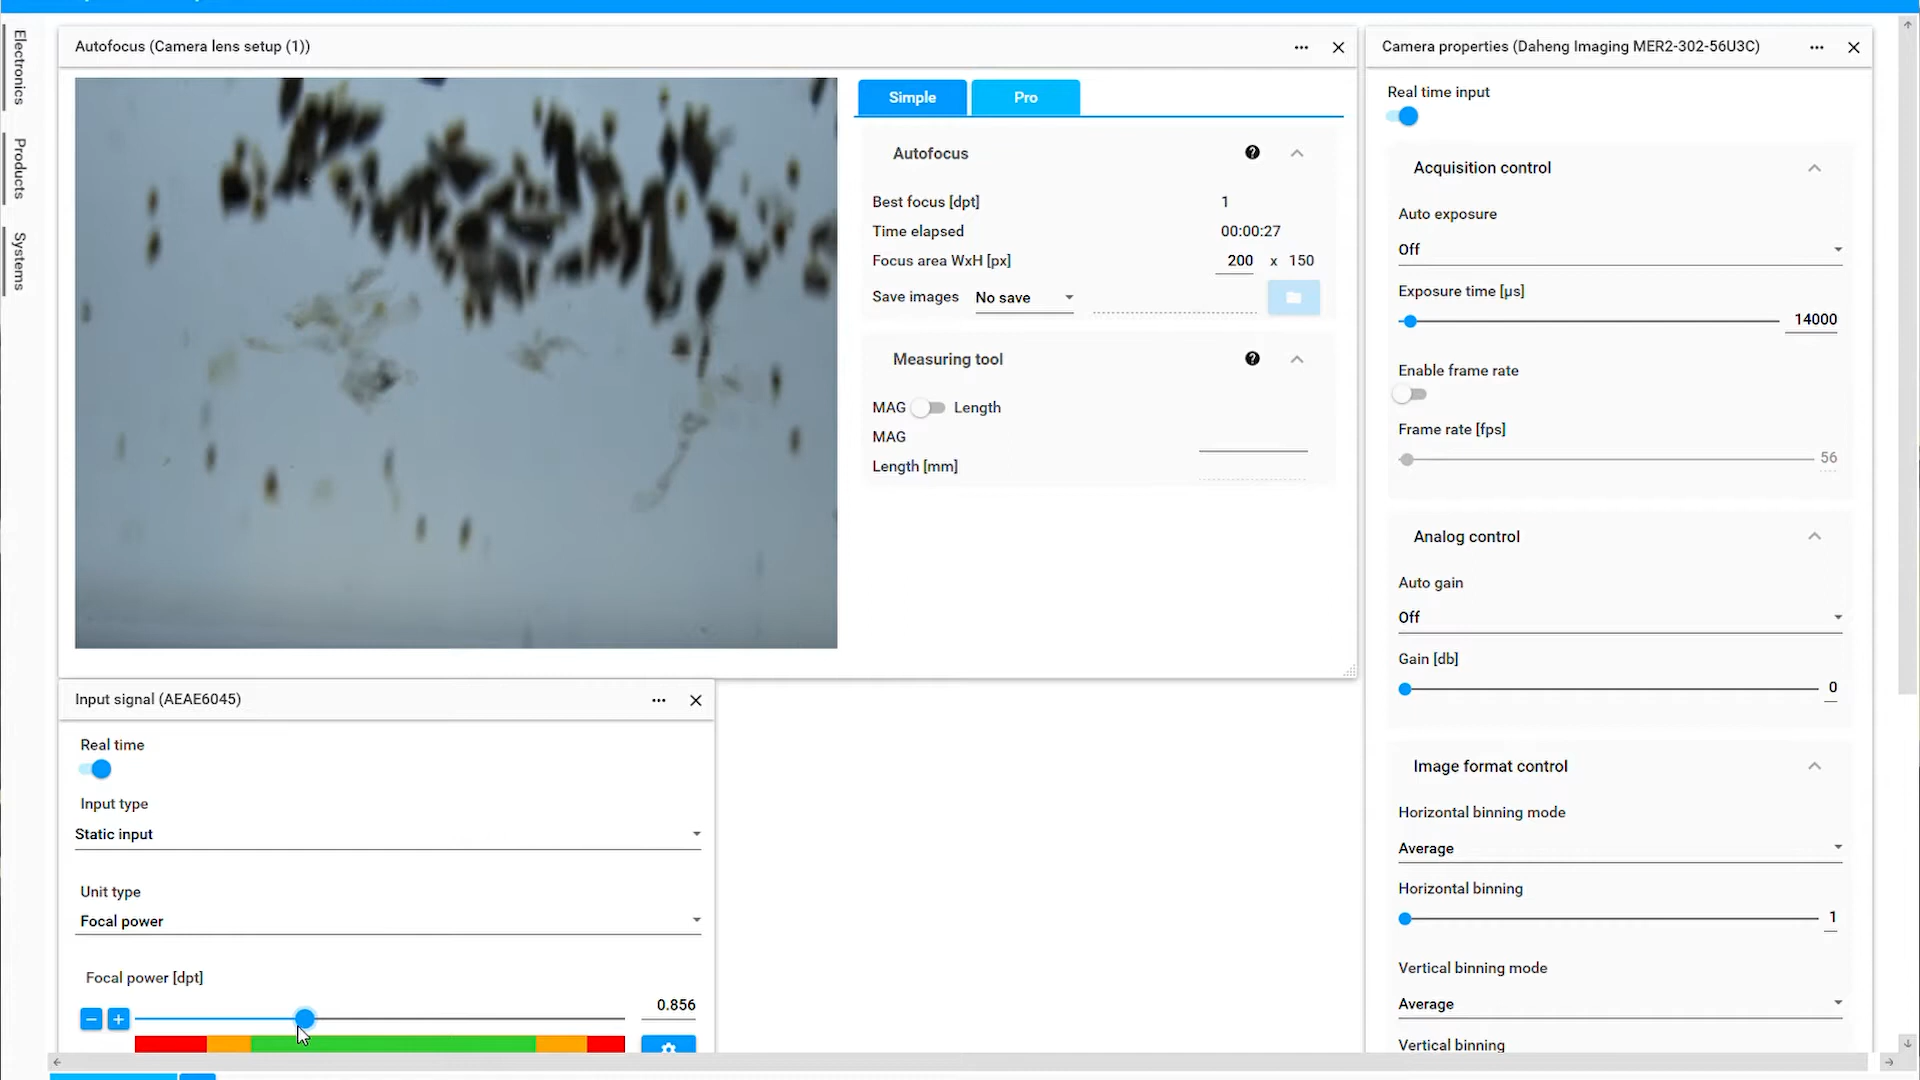 Electronics
Products
Systems
Autofocus (Camera lens setup (1))
Simple
Pro
Autofocus
Best focus [dpt]
1
Time elapsed
00:00:27
Focus area WxH [px]
200 x 150
Save images
No save
Measuring tool
MAG
Length
MAG
Length [mm]
Input signal (AEAE6045)
Real time
Input type
Static input
Unit type
Focal power
Focal power [dpt]
0.856
Camera properties (Daheng Imaging MER2-302-56U3C)
Real time input
Acquisition control
Auto exposure
Off
Exposure time [µs]
14000
Enable frame rate
Frame rate [fps]
56
Analog control
Auto gain
Off
Gain [db]
0
Image format control
Horizontal binning mode
Average
Horizontal binning
1
Vertical binning mode
Average
Vertical binning